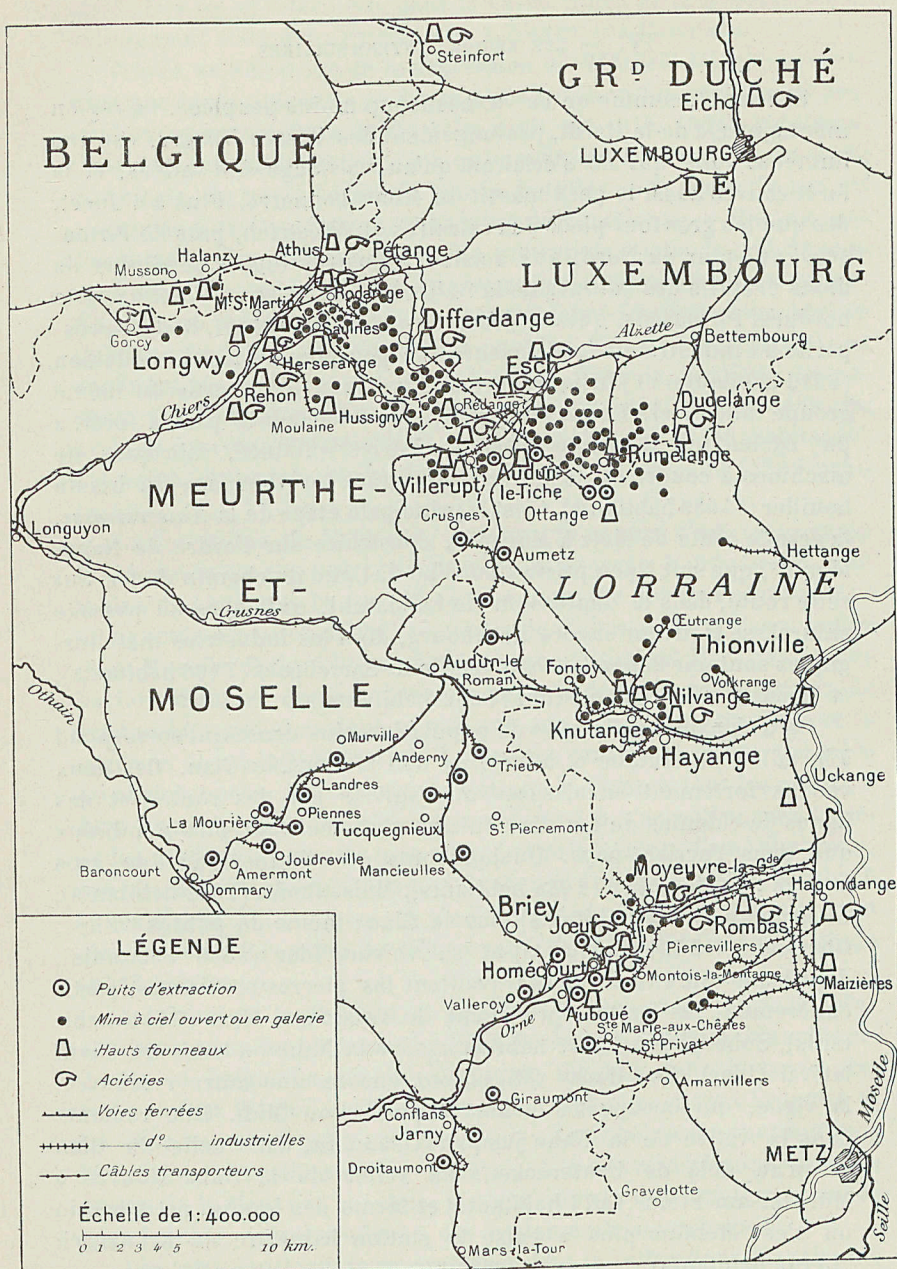 Steinfort
GRD DUCHÉ
Eich
BELGIQUE
LUXEMBOURG
DE
LUXEMBOURG
Athus
Pétange
Halanzy
Musson
Mt St Martin
Rodange
Gorcy
Saulnes
Differdange
Alzette
Bettembourg
Longwy
Herserange
Esch
Chiers
Rehon
Moulaine
Hussigny
Rédange
Dudelange
Rumelange
MEURTHE-
Villerupt
Audun-
le-Tiche
Ottange
Longuyon
Crusnes
Aumetz
Hettange
LORRAINE
ET-
Crusnes
Œutrange
Thionville
Audun-le
Roman
Fontoy
Volkrange
Nilvange
Othain
MOSELLE
Knutange
Hayange
Murville
Anderny
Trieux
Uckange
Landres
La Mourière
Piennes
Tucquegnieux
St Pierremont
Joudreville
Baroncourt
Amermont
Mancieulles
Dommary
Moyeuvre-la-Gde
Hagondange
Briey
Jœuf
Rombas
Pierrevillers
Homécourt
Montois-la-Montagne
Maizières
Valleroy
Auboué
Orne
Ste Marie-aux-Chênes
St Privat
Amanvillers
Giraumont
Conflans
Jarny
Moselle
Droitaumont
METZ
Gravelotte
Seille
Mars-la-Tour
LÉGENDE
Puits d'extraction
Mine à ciel ouvert ou en galerie
Hauts fourneaux
Aciéries
Voies ferrées
do industrielles
Câbles transporteurs
Échelle de 1:400.000
0 1 2 3 4 5 10 km.